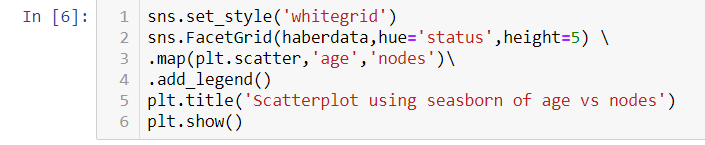 In [6]:
1 sns.set_style('whitegrid')
2 sns.FacetGrid(haberdata,hue='status',height=5) \
3 .map(plt.scatter,'age','nodes')\
4 .add_legend()
5 plt.title('Scatterplot using seasborn of age vs nodes')
6 plt.show()